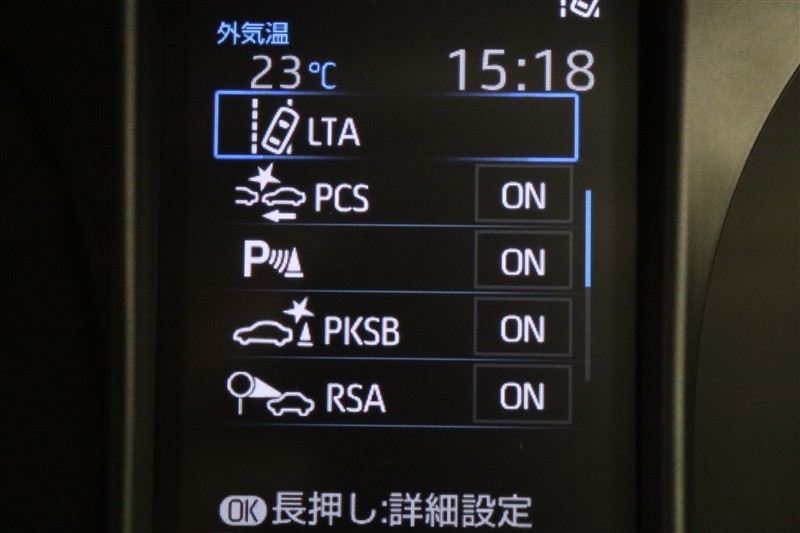 外気温
23℃ 15:18
LTA
PCS ON
P ON
PKSB ON
RSA ON
OK長押し:詳細設定